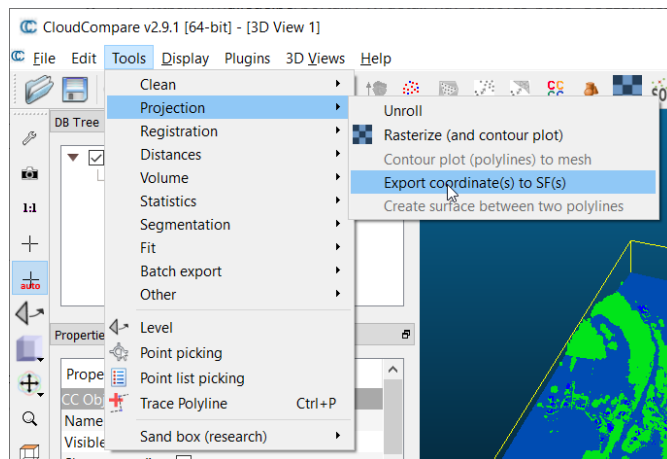 CloudCompare v2.9.1 [64-bit] - [3D View 1]
File Edit Tools Display Plugins 3D Views Help
Clean
Projection
Registration
Distances
Volume
Statistics
Segmentation
Fit
Batch export
Other
Level
Point picking
Point list picking
Trace Polyline Ctrl+P
Sand box (research)
Unroll
Rasterize (and contour plot)
Contour plot (polylines) to mesh
Export coordinate(s) to SF(s)
Create surface between two polylines
DB Tree
1:1
auto
Propertie
Prope
CC Obj
Name
Visible
CC